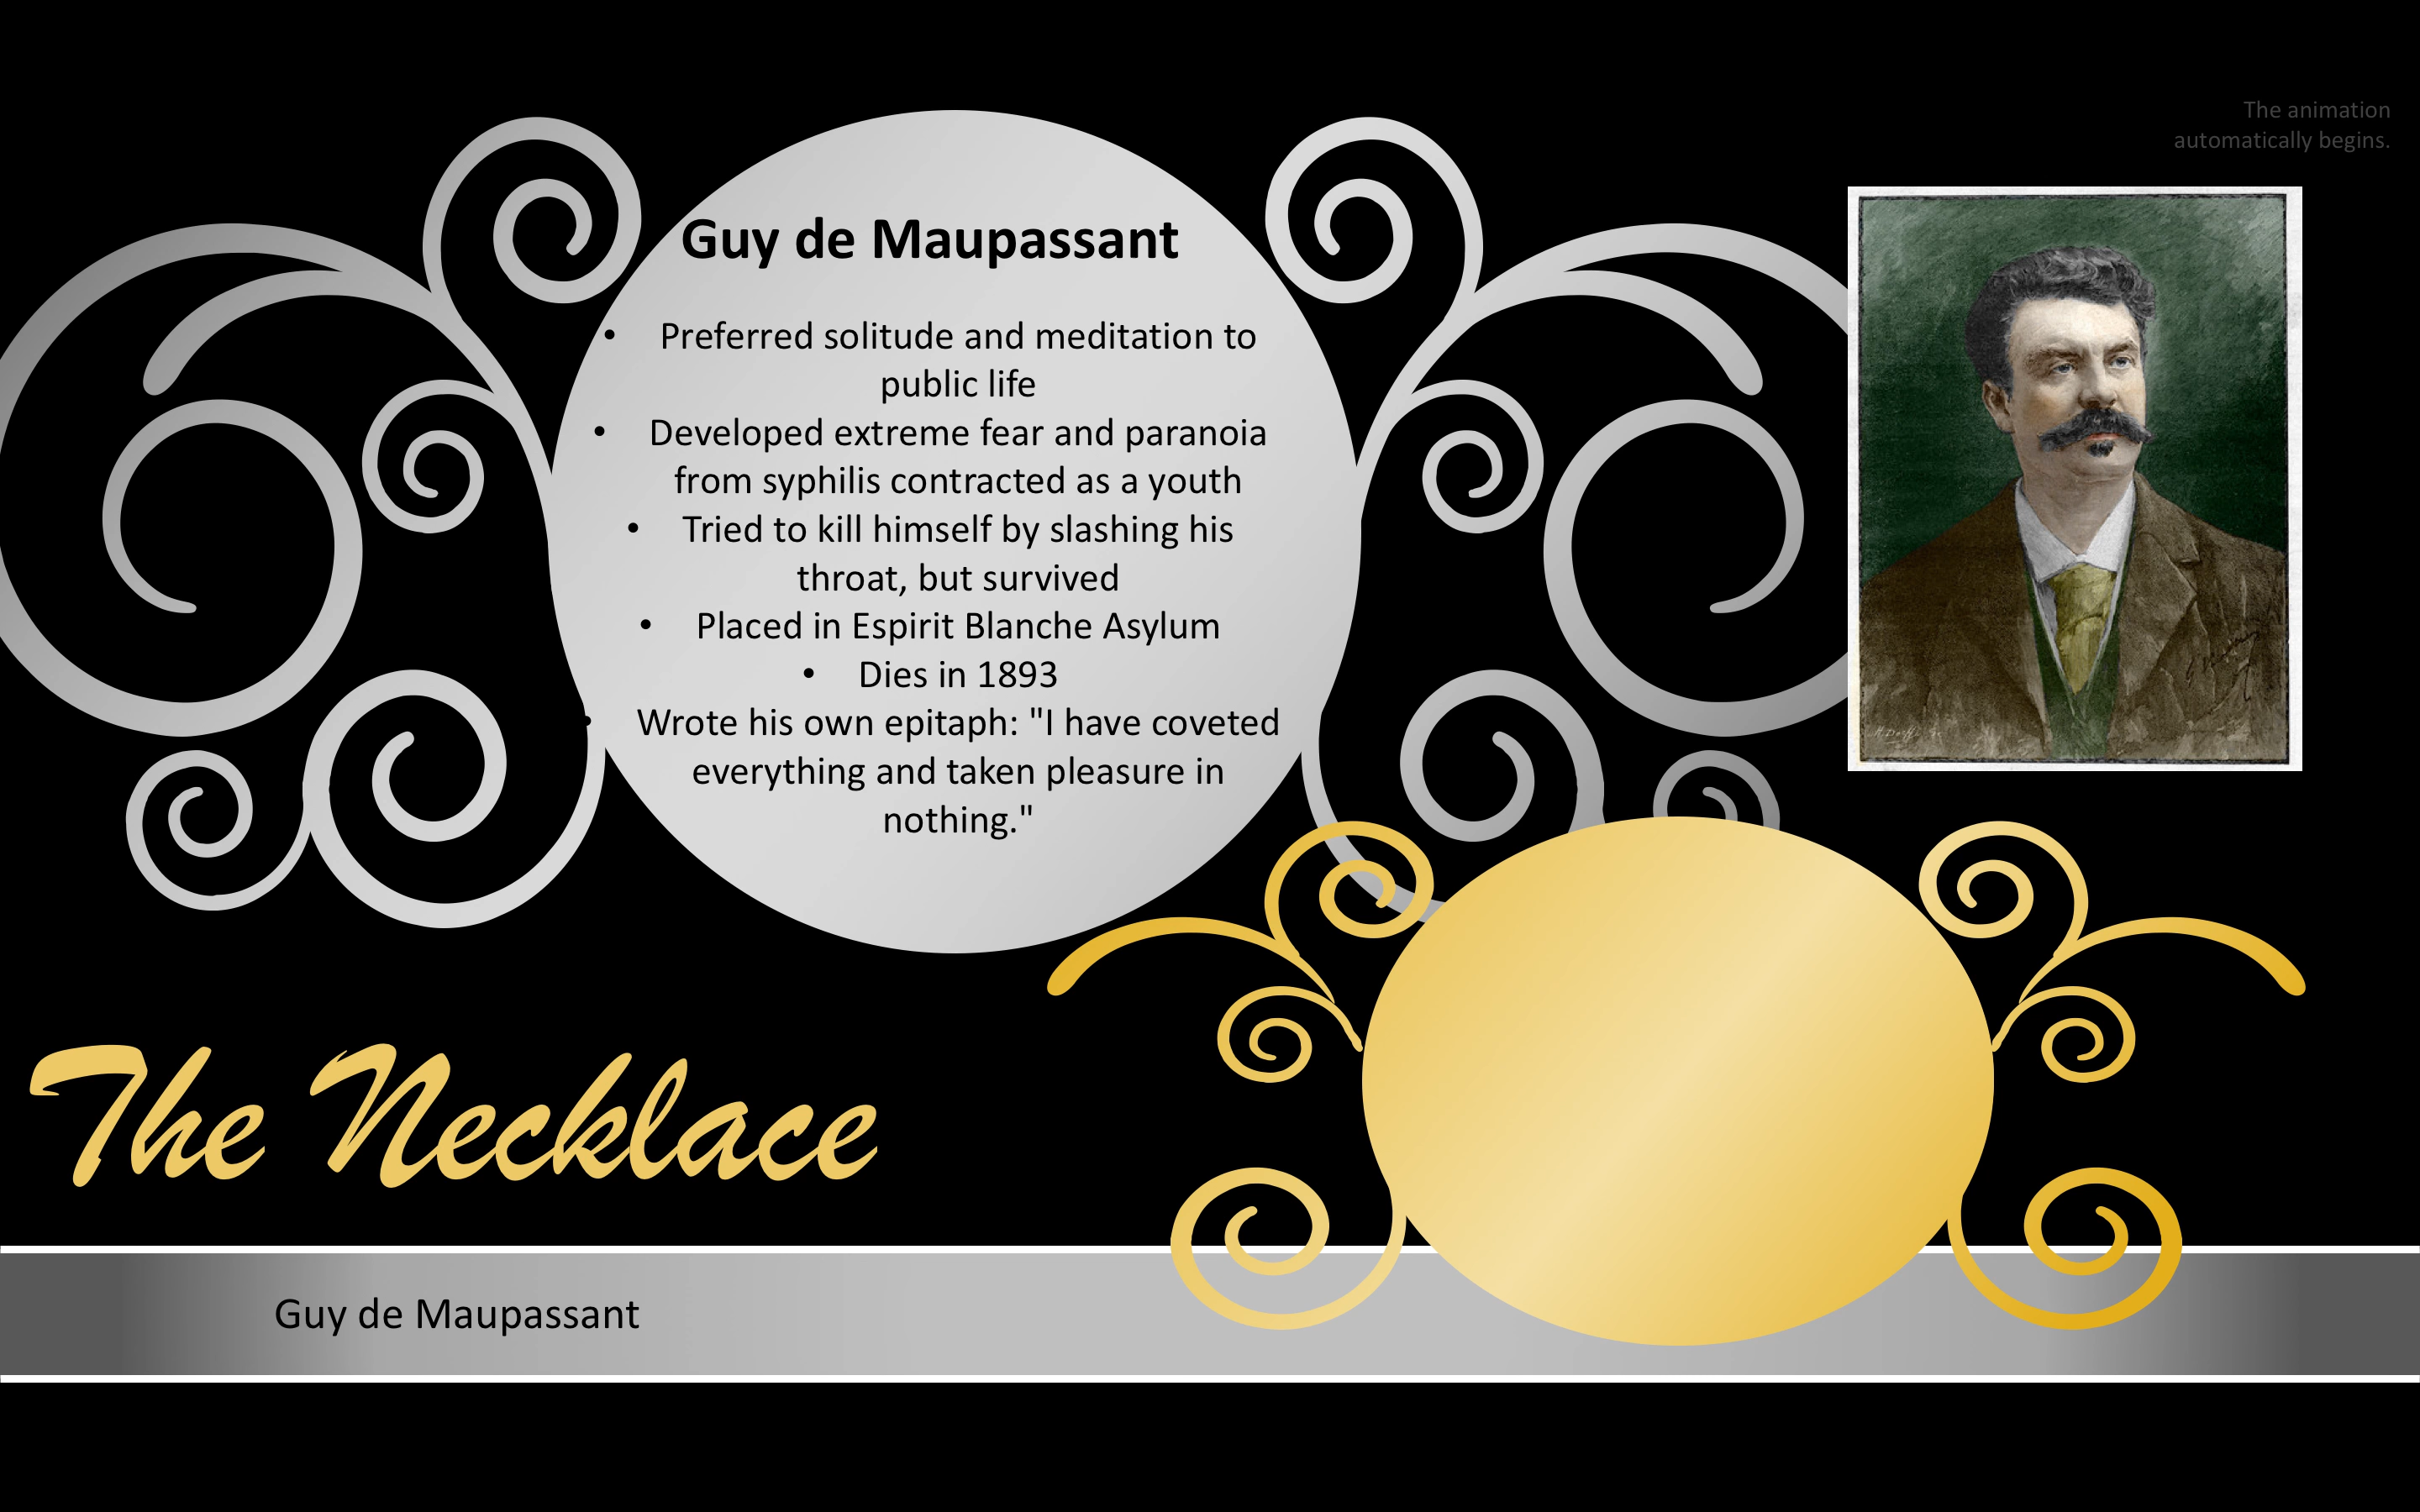 The animation
automatically begins.
Guy de Maupassant
• Preferred solitude and meditation to
public life
• Developed extreme fear and paranoia
from syphilis contracted as a youth
• Tried to kill himself by slashing his
throat, but survived
• Placed in Espirit Blanche Asylum
• Dies in 1893
• Wrote his own epitaph: "I have coveted
everything and taken pleasure in
nothing."
The Necklace
Guy de Maupassant